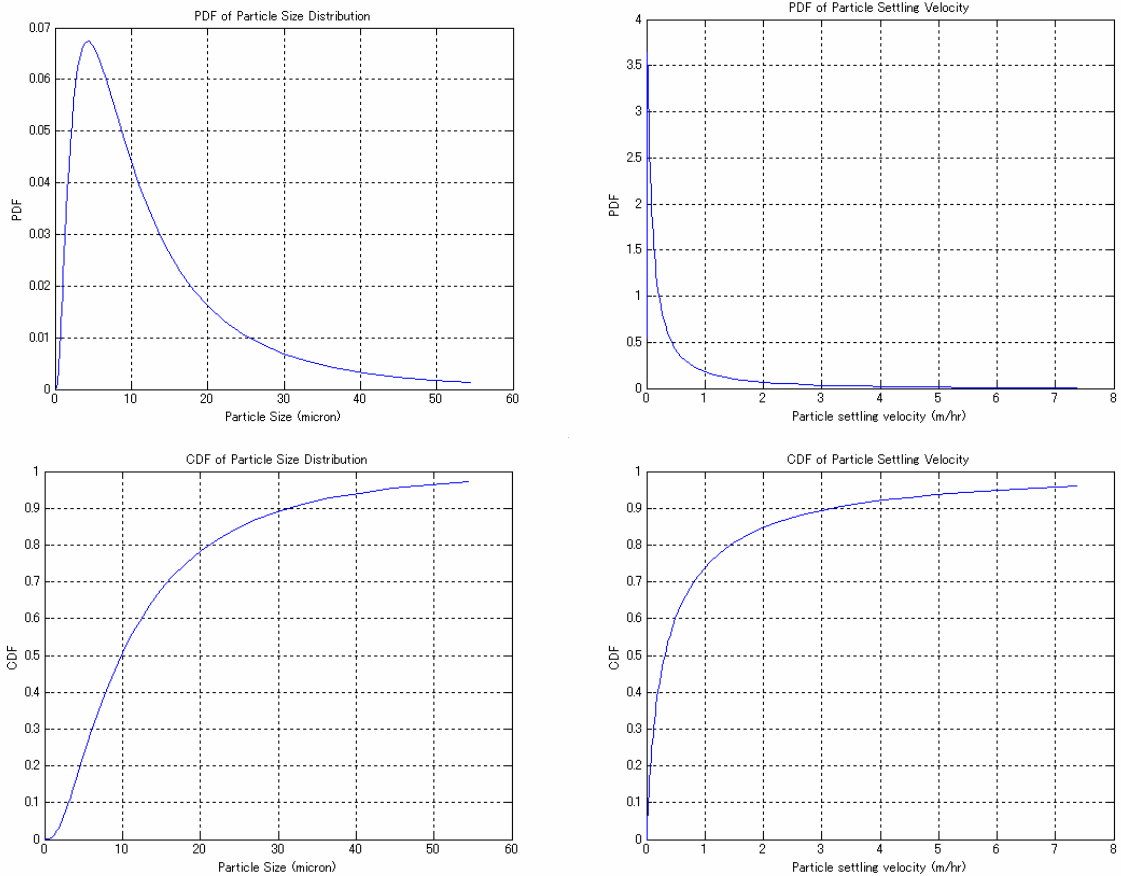 PDF of Particle Size Distribution
0.07
0.06
0.05
0.04
0.03
0.02
0.01
0
PDF
0 10 20 30 40 50 60
Particle Size (micron)
PDF of Particle Settling Velocity
4
3.5
3
2.5
2
1.5
1
0.5
0
PDF
0 1 2 3 4 5 6 7 8
Particle settling velocity (m/hr)
CDF of Particle Size Distribution
1
0.9
0.8
0.7
0.6
0.5
0.4
0.3
0.2
0.1
0
CDF
0 10 20 30 40 50 60
Particle Size (micron)
CDF of Particle Settling Velocity
1
0.9
0.8
0.7
0.6
0.5
0.4
0.3
0.2
0.1
0
CDF
0 1 2 3 4 5 6 7 8
Particle settling velocity (m/hr)